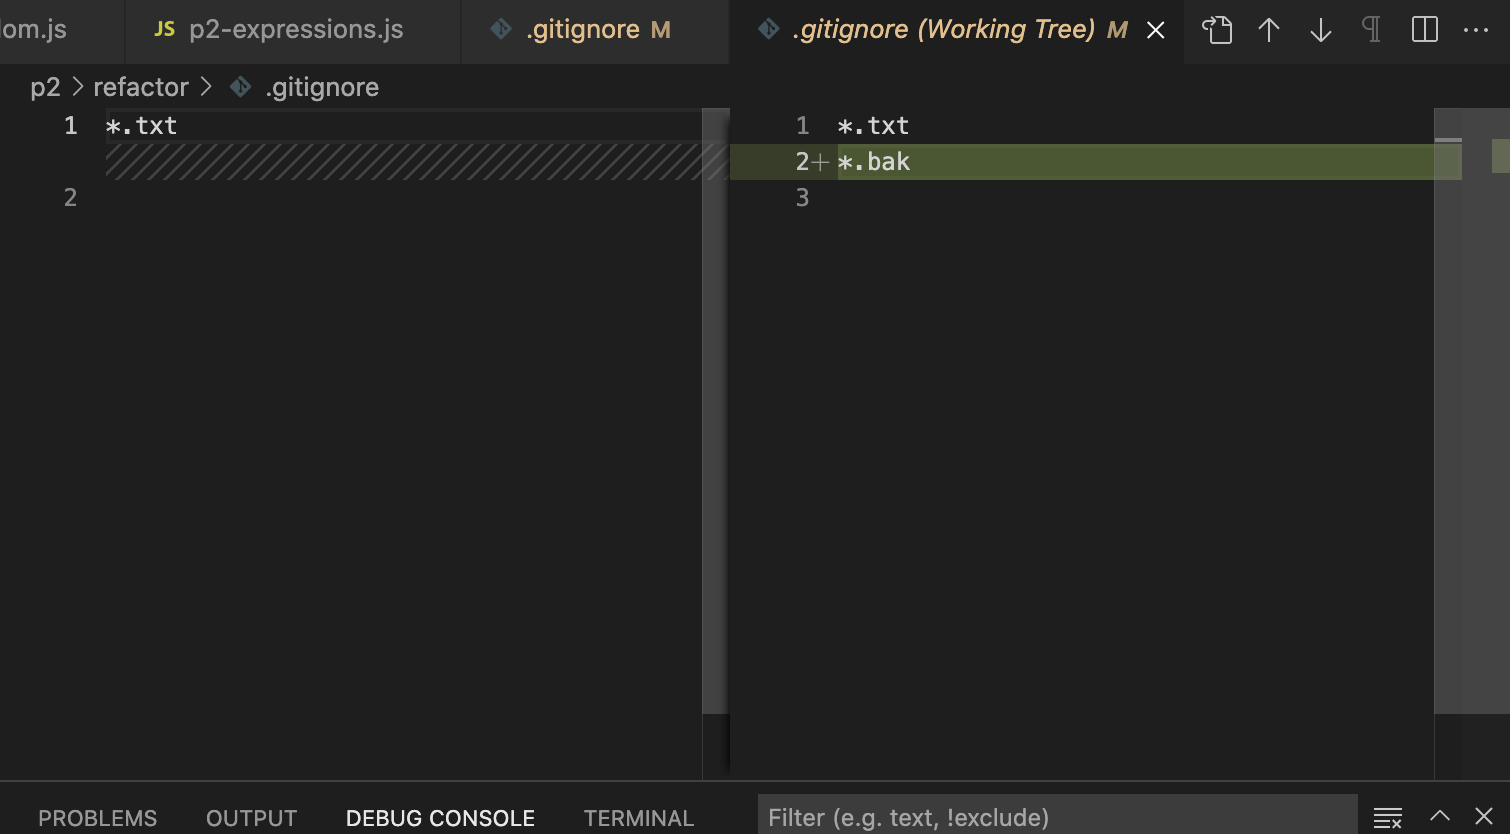 om.js JS p2-expressions.js .gitignore M .gitignore (Working Tree) M
p2 > refactor > .gitignore
1 *.txt
2
1 *.txt
2+ *.bak
3
PROBLEMS OUTPUT DEBUG CONSOLE TERMINAL Filter (e.g. text, !exclude)